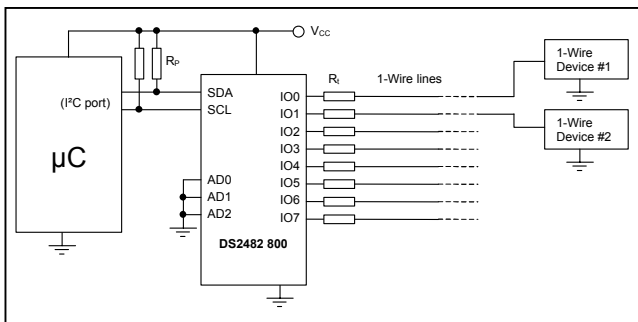 VCC
RP
Rt
1-Wire lines
1-Wire
Device #1
1-Wire
Device #2
(I²C port)
µC
SDA
SCL
AD0
AD1
AD2
IO0
IO1
IO2
IO3
IO4
IO5
IO6
IO7
DS2482 800